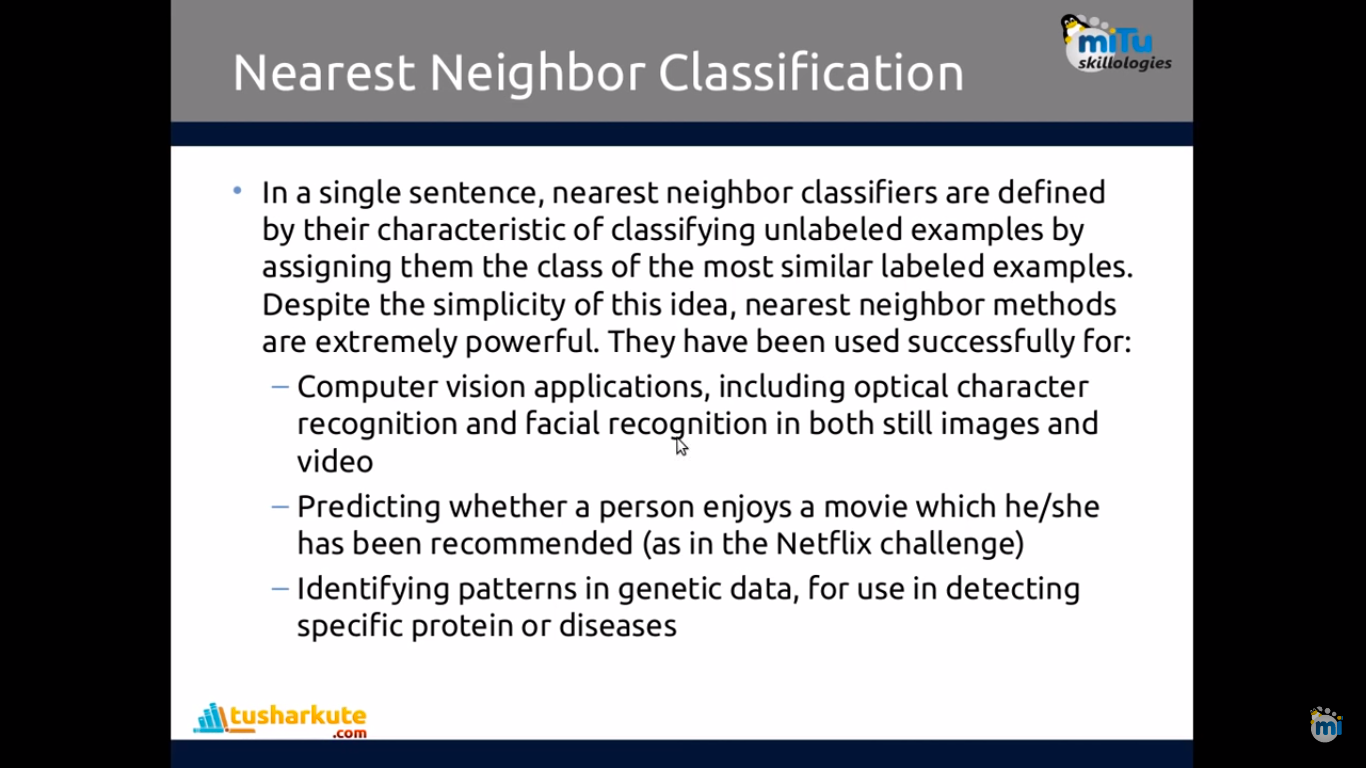 miTu
skillologies
Nearest Neighbor Classification
• In a single sentence, nearest neighbor classifiers are defined
by their characteristic of classifying unlabeled examples by
assigning them the class of the most similar labeled examples.
Despite the simplicity of this idea, nearest neighbor methods
are extremely powerful. They have been used successfully for:
– Computer vision applications, including optical character
recognition and facial recognition in both still images and
video
– Predicting whether a person enjoys a movie which he/she
has been recommended (as in the Netflix challenge)
– Identifying patterns in genetic data, for use in detecting
specific protein or diseases
tusharkute
.com
mi